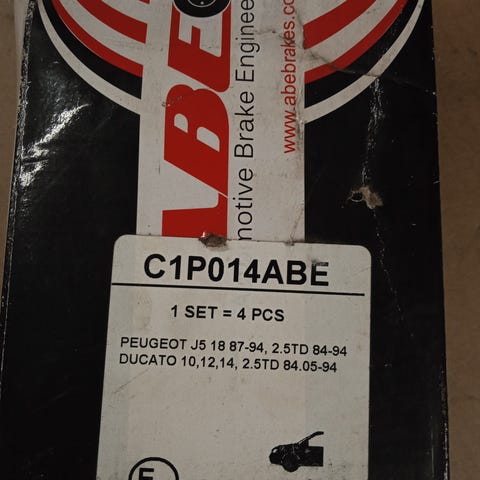 ABE
motive Brake Enginee
www.abebrakes.co
C1P014ABE
1 SET = 4 PCS
PEUGEOT J5 18 87-94, 2.5TD 84-94
DUCATO 10,12,14, 2.5TD 84.05-94
E